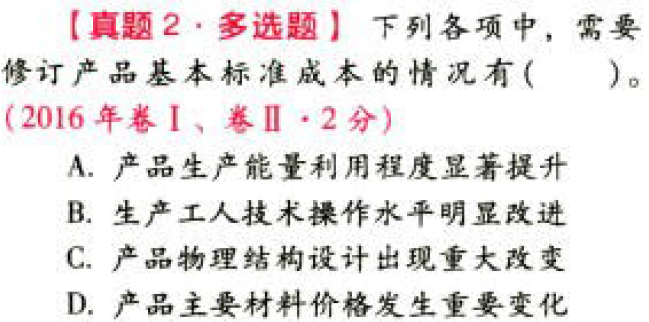 【真题2·多选题】 下列各项中，需要
修订产品基本标准成本的情况有(  )。
(2016年卷Ⅰ、卷Ⅱ·2分)
A. 产品生产能量利用程度显著提升
B. 生产工人技术操作水平明显改进
C. 产品物理结构设计出现重大改变
D. 产品主要材料价格发生重要变化